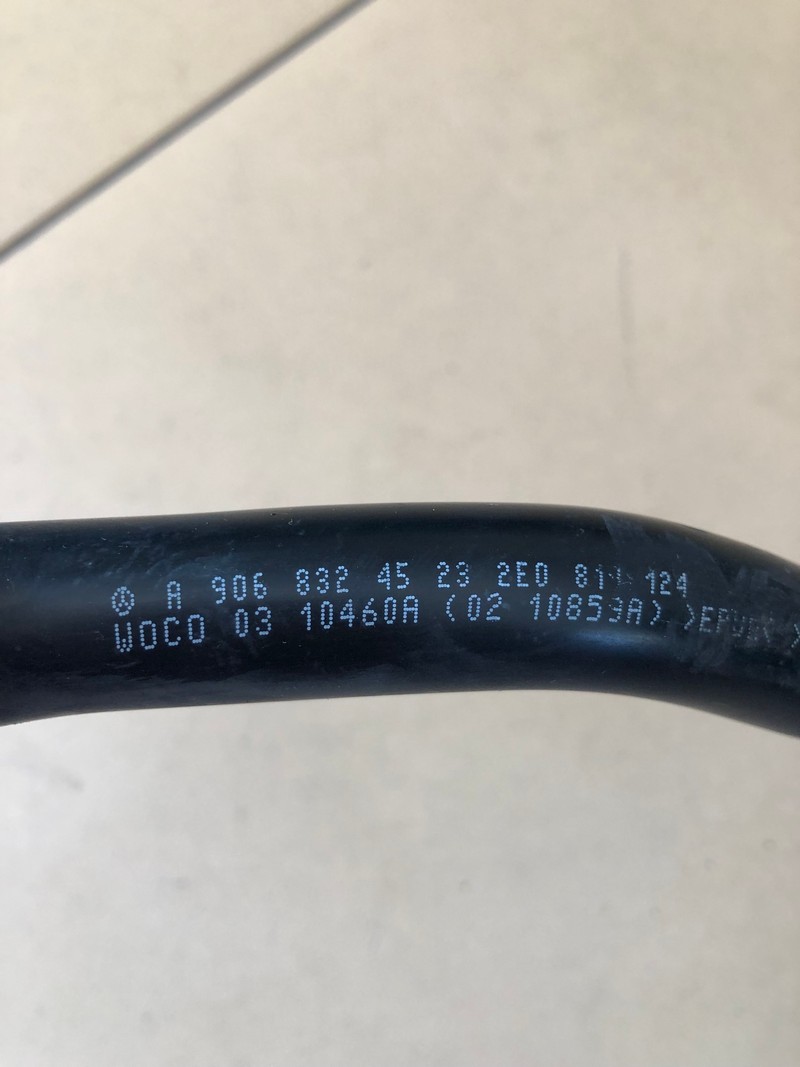 A 906 832 45 23 2E0 124
WOCO 03 10460A (02 10859A)